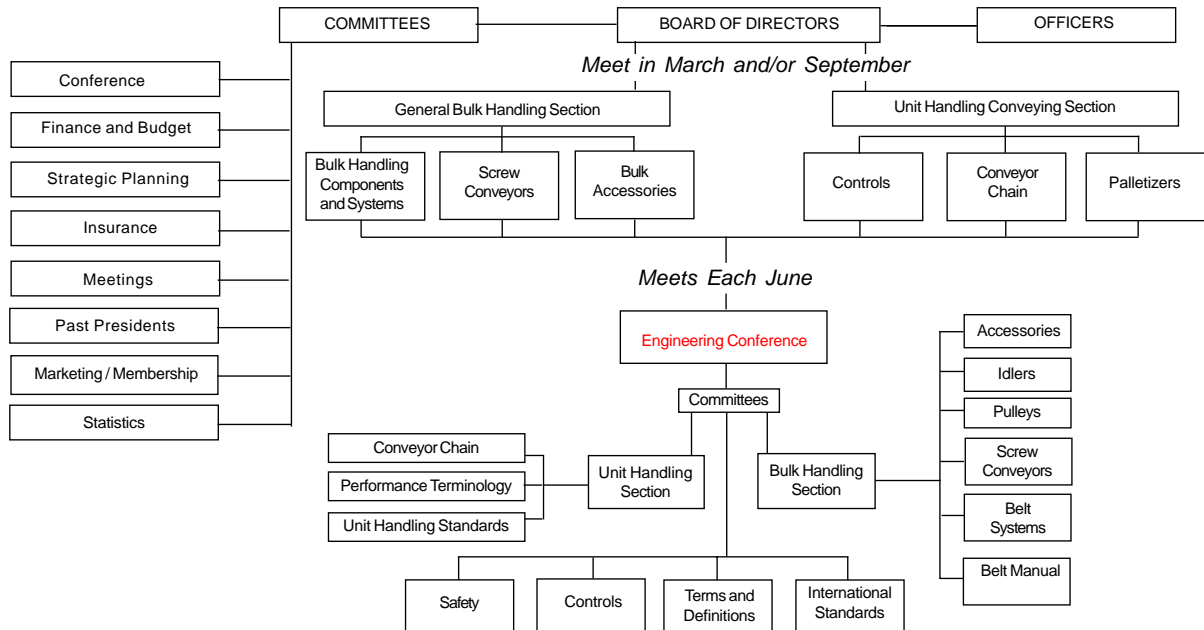 COMMITTEES
BOARD OF DIRECTORS
OFFICERS
Meet in March and/or September
Conference
Finance and Budget
Strategic Planning
Insurance
Meetings
Past Presidents
Marketing / Membership
Statistics
General Bulk Handling Section
Unit Handling Conveying Section
Bulk Handling
Components
and Systems
Screw
Conveyors
Bulk
Accessories
Controls
Conveyor
Chain
Palletizers
Meets Each June
Engineering Conference
Committees
Conveyor Chain
Performance Terminology
Unit Handling Standards
Unit Handling
Section
Bulk Handling
Section
Accessories
Idlers
Pulleys
Screw
Conveyors
Belt
Systems
Belt Manual
Safety
Controls
Terms and
Definitions
International
Standards